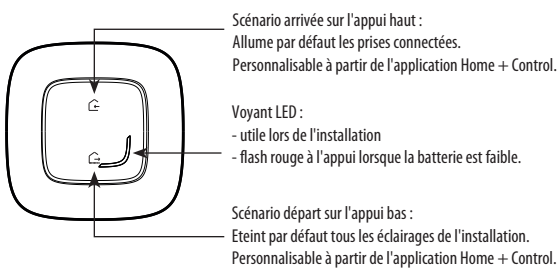 Scénario arrivée sur l'appui haut :
Allume par défaut les prises connectées.
Personnalisable à partir de l'application Home + Control.
Voyant LED :
- utile lors de l'installation
- flash rouge à l'appui lorsque la batterie est faible.
Scénario départ sur l'appui bas :
Eteint par défaut tous les éclairages de l'installation.
Personnalisable à partir de l'application Home + Control.